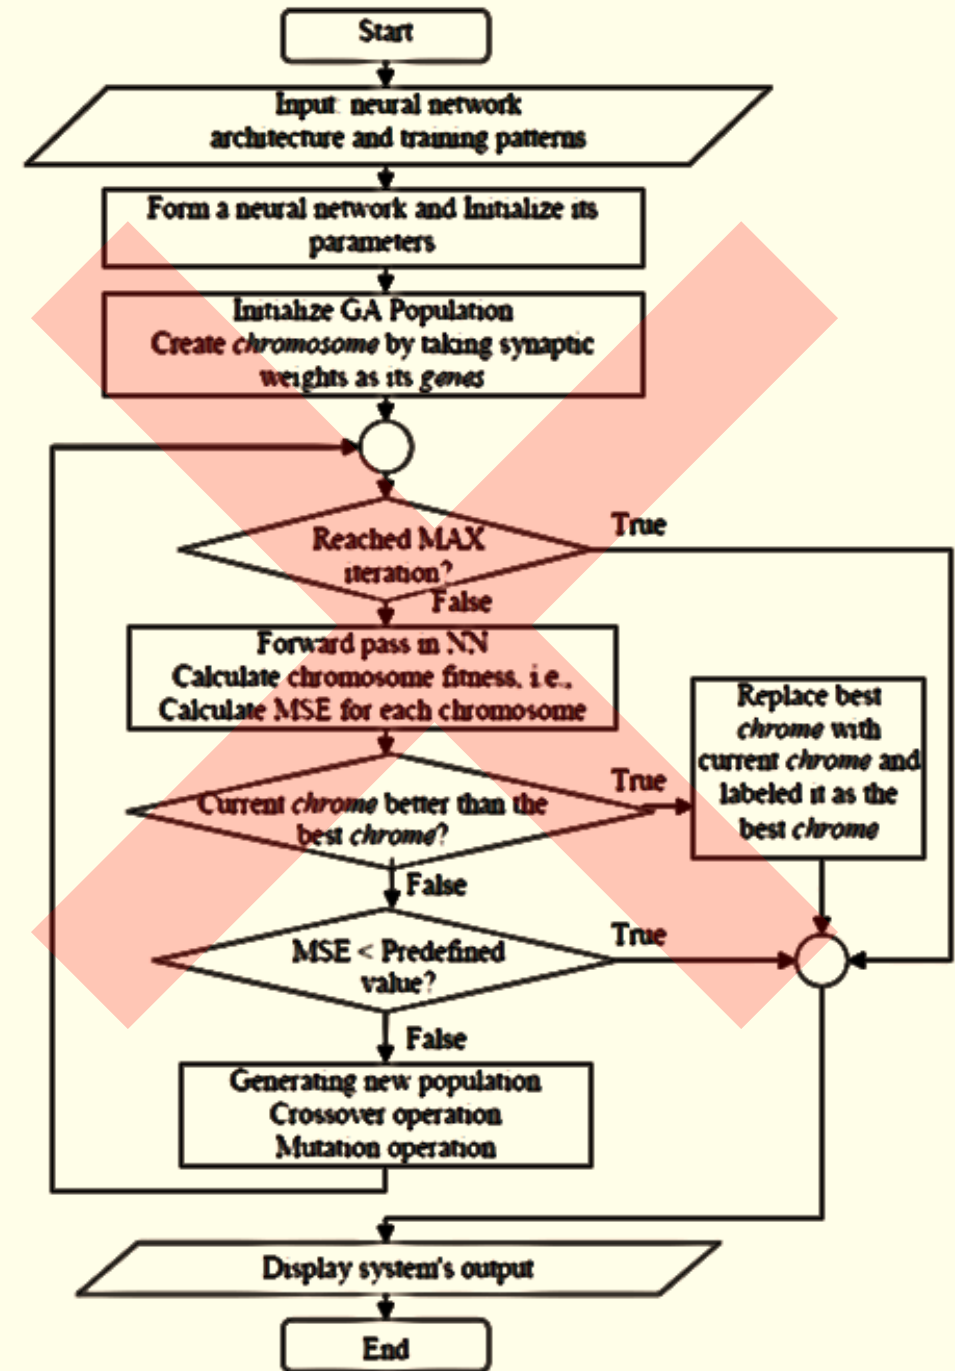 Start
Input neural network
architecture and training patterns
Form a neural network and Initialize its
parameters
Initialize GA Population
Create chromosome by taking synaptic
weights as its genes
Reached MAX
iteration?
True
False
Forward pass in NN
Calculate chromosome fitness, i.e.,
Calculate MSE for each chromosome
Current chrome better than the
best chrome?
True
Replace best
chrome with
current chrome and
labeled it as the
best chrome
False
MSE < Predefined
value?
True
False
Generating new population
Crossover operation
Mutation operation
Display system's output
End